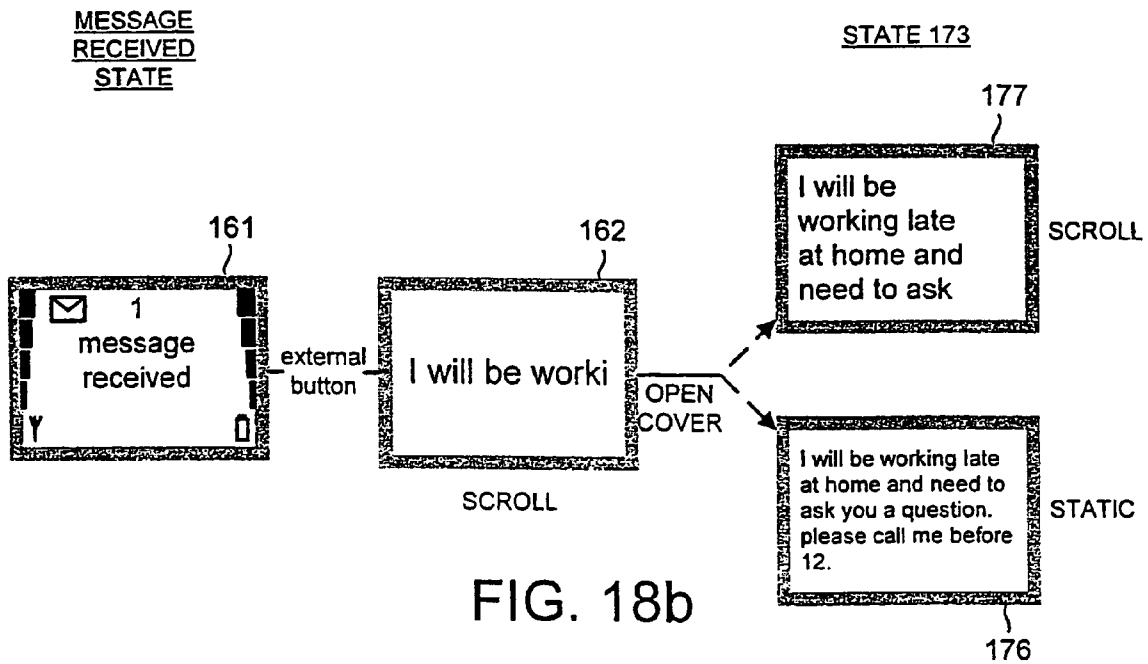 MESSAGE
RECEIVED
STATE
STATE 173
177
I will be
working late
at home and
need to ask
SCROLL
161
1
message
received
external
button
162
I will be worki
SCROLL
OPEN
COVER
I will be working late
at home and need to
ask you a question.
please call me before
12.
STATIC
176
FIG. 18b